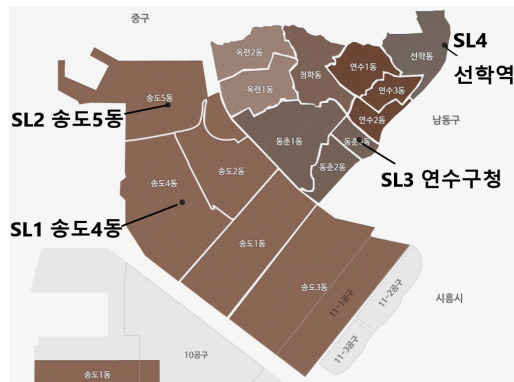 중구
SL4
선학역
옥련2동
연수1동
선학동
청학동
송도5동
옥련1동
연수3동
SL2 송도5동
연수2동
남동구
동춘1동
동춘3동
송도4동
송도2동
동춘2동
SL3 연수구청
SL1 송도4동
송도1동
송도3동
11-1공구
11-2공구
시흥시
11-3공구
10공구
송도1동